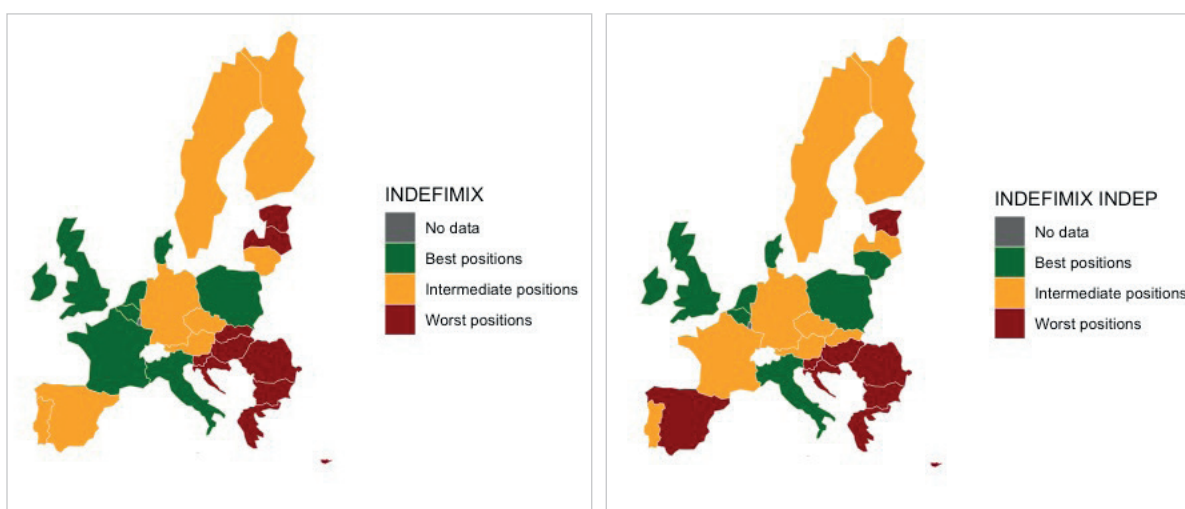 INDEFIMIX
No data
Best positions
Intermediate positions
Worst positions
INDEFIMIX INDEP
No data
Best positions
Intermediate positions
Worst positions